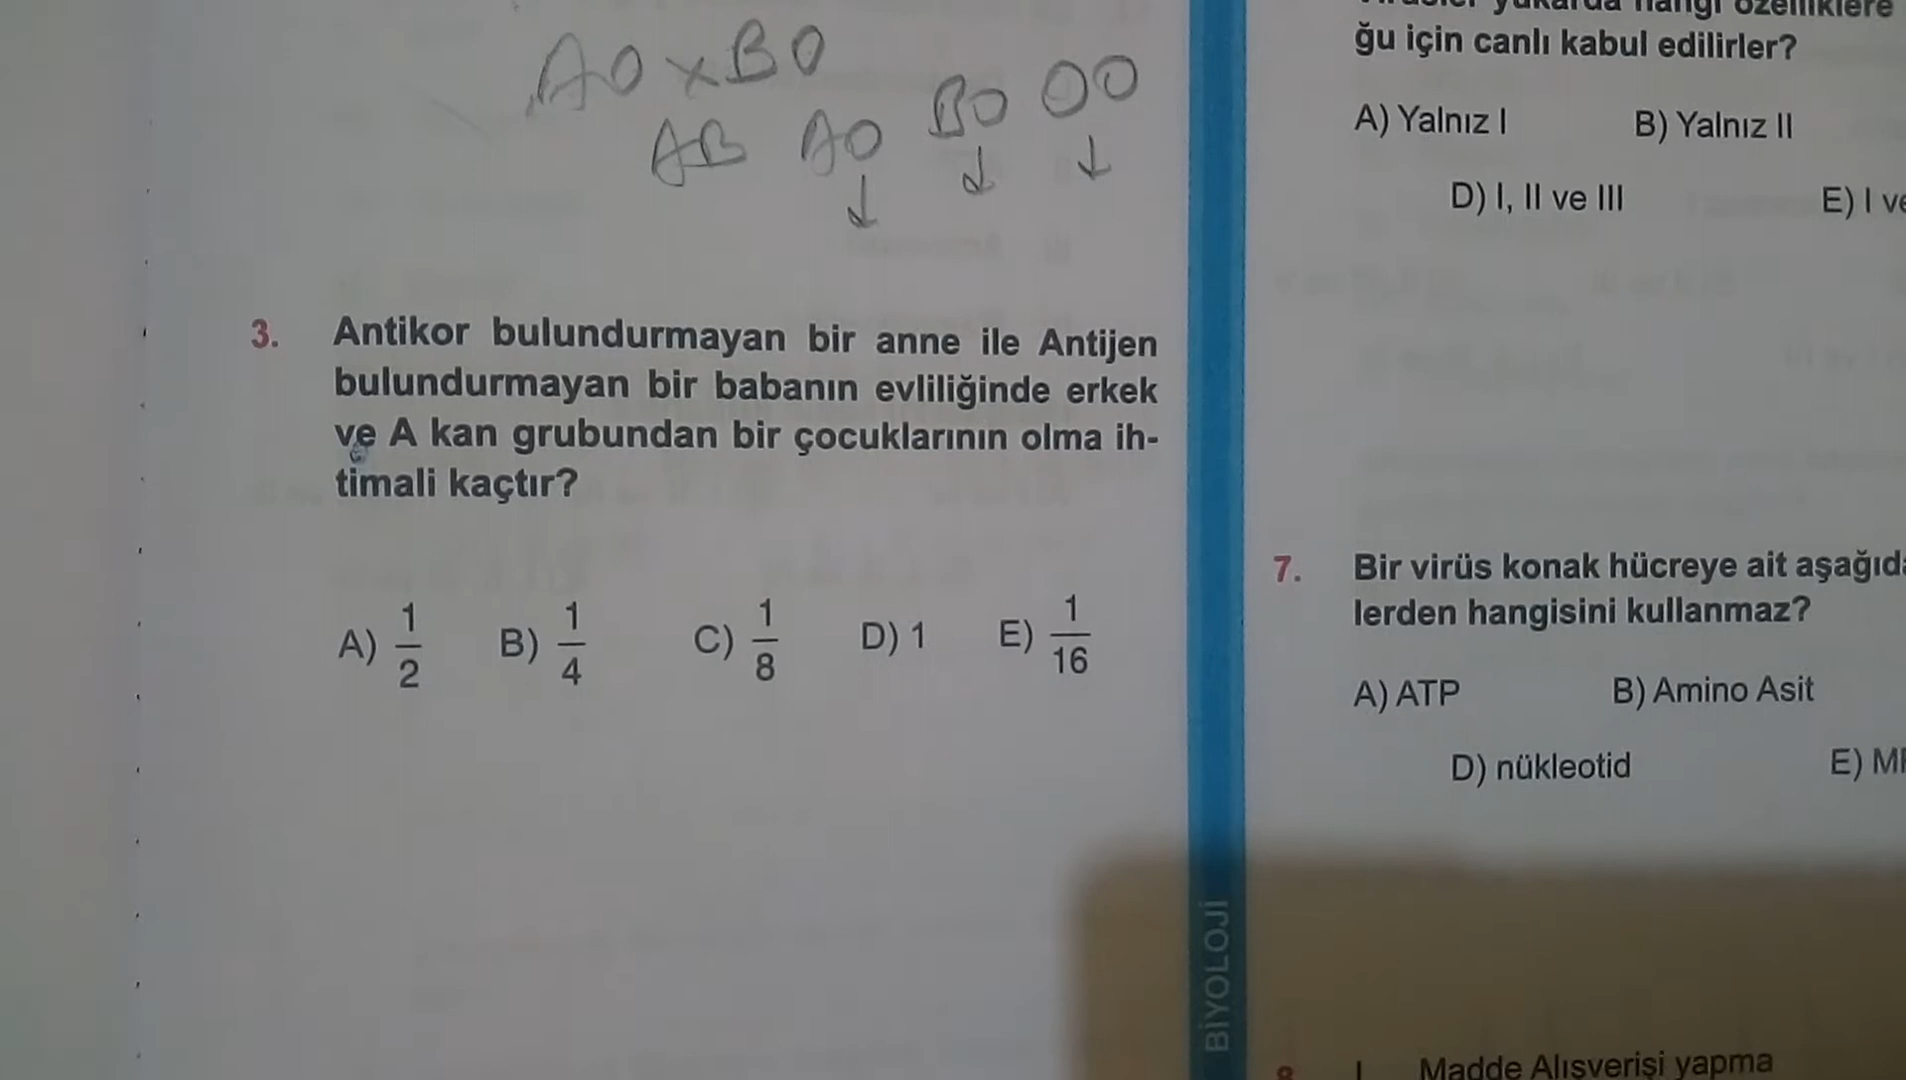 AO x BO
AB AO BO OO
3. Antikor bulundurmayan bir anne ile Antijen
bulundurmayan bir babanın evliliğinde erkek
ve A kan grubundan bir çocuklarının olma ih-
timali kaçtır?
A) 1/2 B) 1/4 C) 1/8 D) 1 E) 1/16
BİYOLOJİ
özelliklere
ğu için canlı kabul edilirler?
A) Yalnız I B) Yalnız II
D) I, II ve III E) I
7. Bir virüs konak hücreye ait
lerden hangisini kullanmaz?
A) ATP B) Amino Asit
D) nükleotid E)
8. I Madde Alışverişi yapma